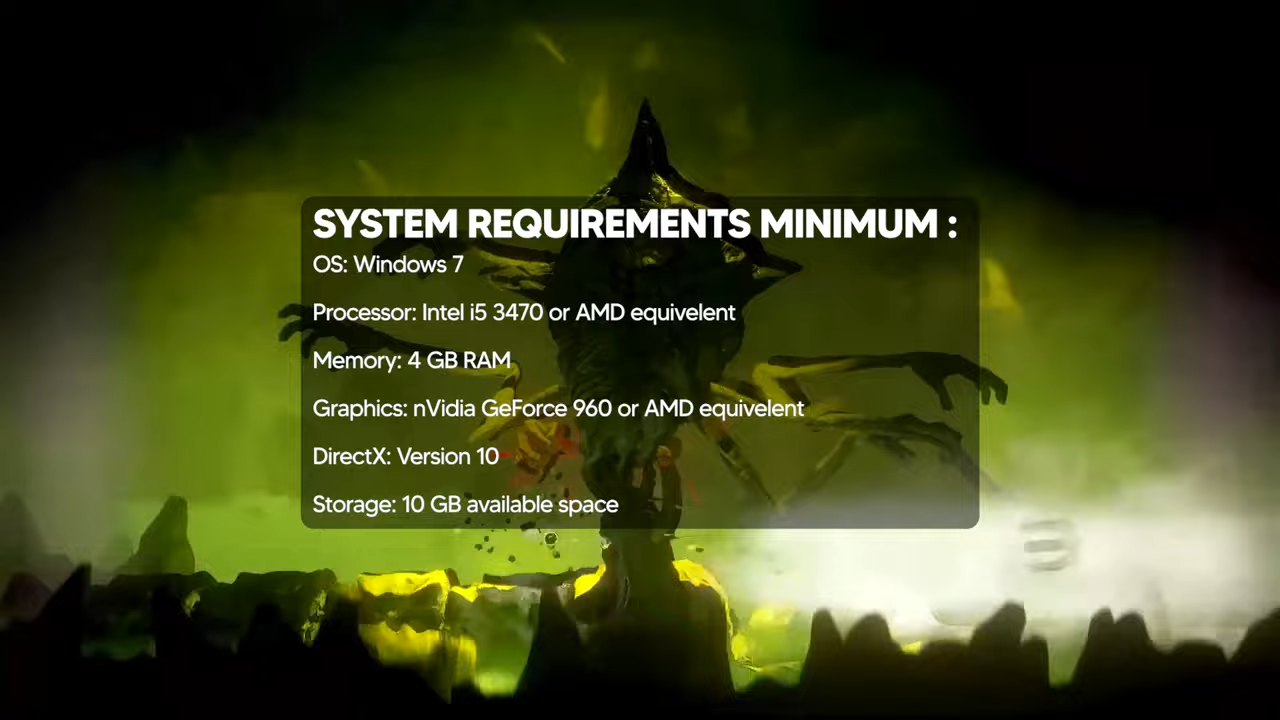 SYSTEM REQUIREMENTS MINIMUM :
OS: Windows 7
Processor: Intel i5 3470 or AMD equivelent
Memory: 4 GB RAM
Graphics: nVidia GeForce 960 or AMD equivelent
DirectX: Version 10
Storage: 10 GB available space